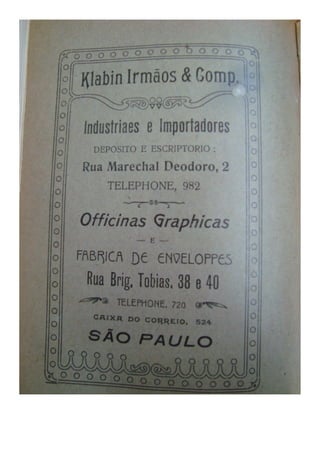 Klabin Irmãos & Comp.
Industriaes e Importadores
DEPOSITO E ESCRIPTORIO:
Rua Marechal Deodoro, 2
TELEPHONE, 982
Officinas Graphicas
— E —
FABRICA DE ENVELOPPES
Rua Brig. Tobias, 38 e 40
TELEPHONE, 720
CAIXA DO CORREIO, 524
SÃO PAULO